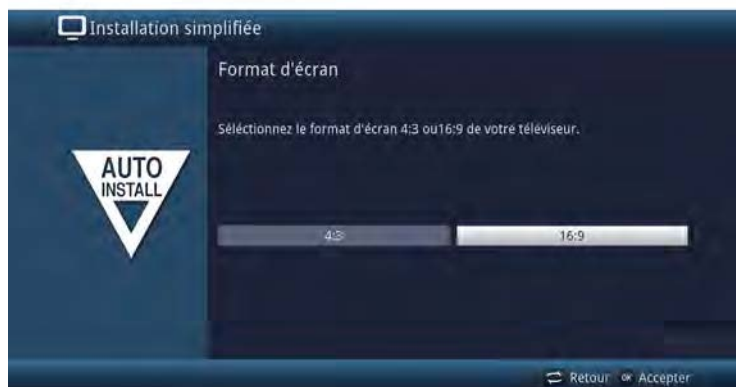 Installation simplifiée
Format d'écran
Séléctionnez le format d'écran 4:3 ou16:9 de votre téléviseur.
AUTO
INSTALL
4:3 16:9
Retour OK Accepter